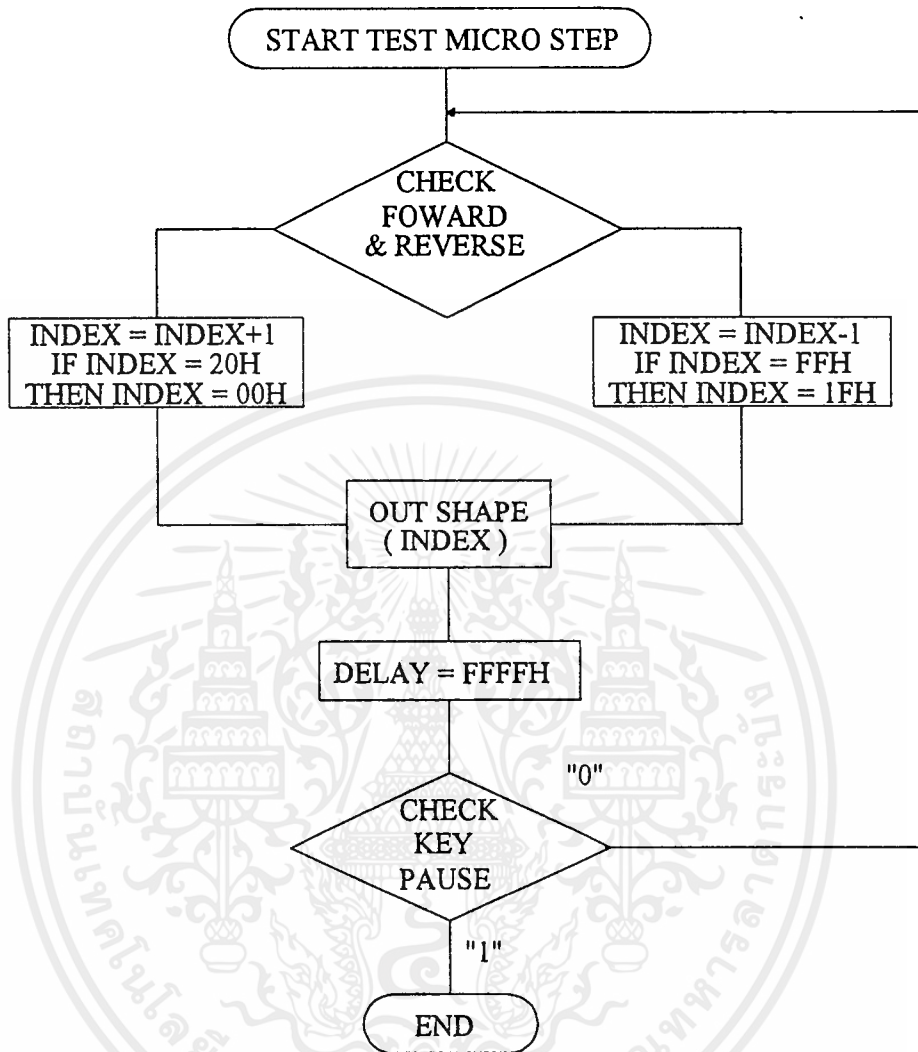 START TEST MICRO STEP
CHECK
FOWARD
& REVERSE
INDEX = INDEX+1
IF INDEX = 20H
THEN INDEX = 00H
INDEX = INDEX-1
IF INDEX = FFH
THEN INDEX = 1FH
OUT SHAPE
( INDEX )
DELAY = FFFFH
"0"
CHECK
KEY
PAUSE
"1"
END